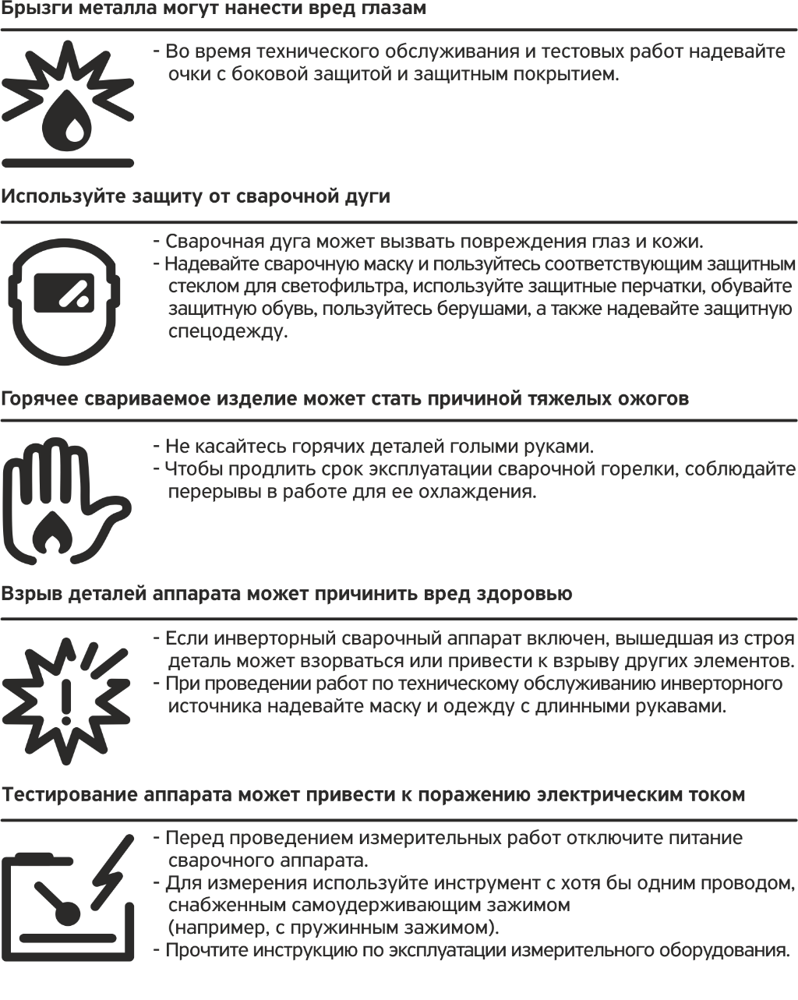 Брызги металла могут нанести вред глазам
- Во время технического обслуживания и тестовых работ надевайте
очки с боковой защитой и защитным покрытием.
Используйте защиту от сварочной дуги
- Сварочная дуга может вызвать повреждения глаз и кожи.
- Надевайте сварочную маску и пользуйтесь соответствующим защитным
стеклом для светофильтра, используйте защитные перчатки, обувайте
защитную обувь, пользуйтесь берушами, а также надевайте защитную
спецодежду.
Горячее свариваемое изделие может стать причиной тяжелых ожогов
- Не касайтесь горячих деталей голыми руками.
- Чтобы продлить срок эксплуатации сварочной горелки, соблюдайте
перерывы в работе для ее охлаждения.
Взрыв деталей аппарата может причинить вред здоровью
- Если инверторный сварочный аппарат включен, вышедшая из строя
деталь может взорваться или привести к взрыву других элементов.
- При проведении работ по техническому обслуживанию инверторного
источника надевайте маску и одежду с длинными рукавами.
Тестирование аппарата может привести к поражению электрическим током
- Перед проведением измерительных работ отключите питание
сварочного аппарата.
- Для измерения используйте инструмент с хотя бы одним проводом,
снабженным самоудерживающим зажимом
(например, с пружинным зажимом).
- Прочтите инструкцию по эксплуатации измерительного оборудования.